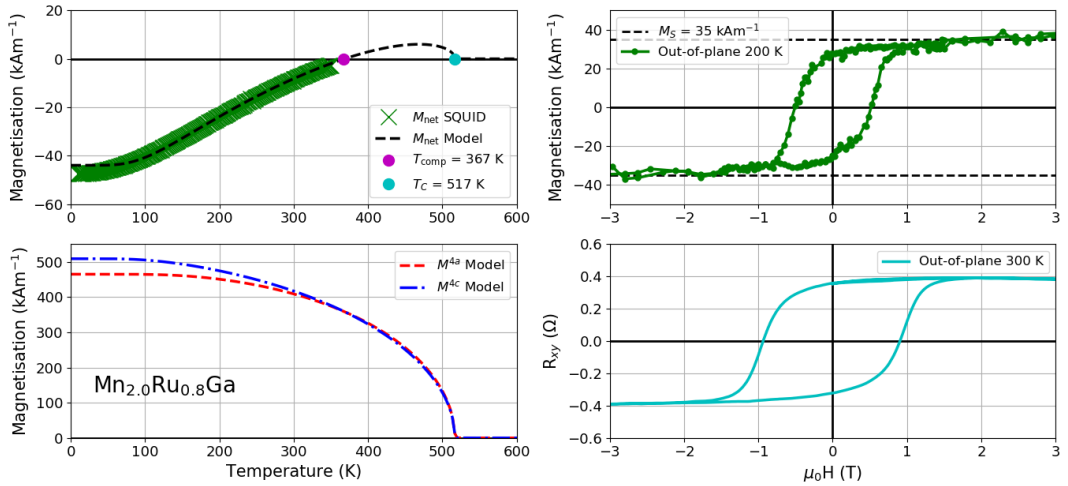 20
0
−20
−40
−60
0 100 200 300 400 500 600
Magnetisation (kAm⁻¹)
M_net SQUID
M_net Model
T_comp = 367 K
T_C = 517 K
40
20
0
−20
−40
−3 −2 −1 0 1 2 3
Magnetisation (kAm⁻¹)
M_S = 35 kAm⁻¹
Out-of-plane 200 K
500
400
300
200
100
0
0 100 200 300 400 500 600
Magnetisation (kAm⁻¹)
Temperature (K)
M⁴ᵃ Model
M⁴ᶜ Model
Mn₂.₀Ru₀.₈Ga
0.6
0.4
0.2
0.0
−0.2
−0.4
−0.6
−3 −2 −1 0 1 2 3
R_xy (Ω)
μ₀H (T)
Out-of-plane 300 K